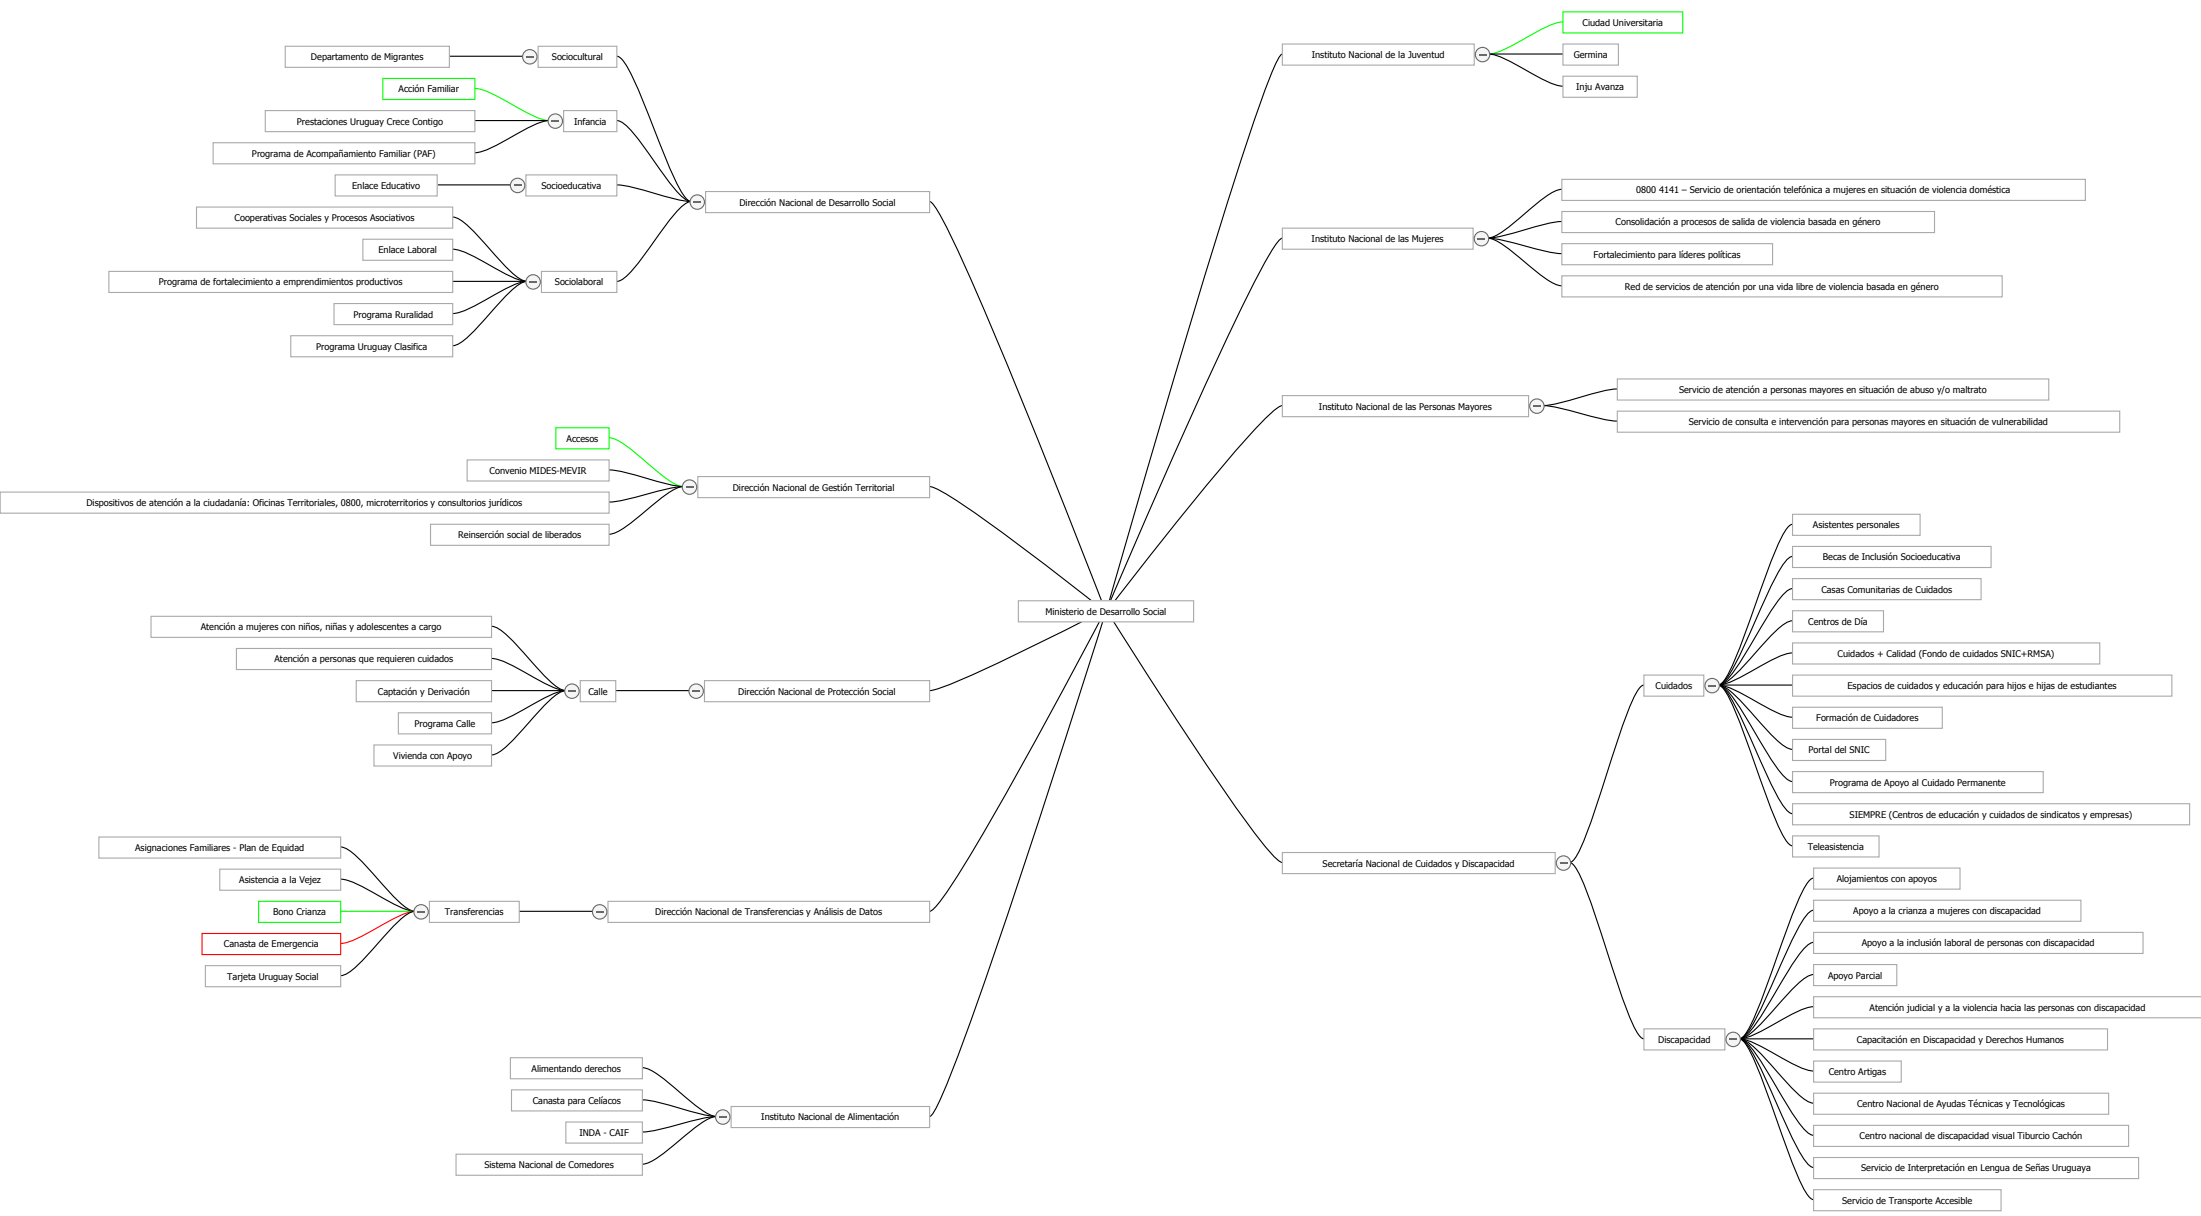 Departamento de Migrantes
Sociocultural
Acción Familiar
Prestaciones Uruguay Crece Contigo
Infancia
Programa de Acompañamiento Familiar (PAF)
Enlace Educativo
Socioeducativa
Dirección Nacional de Desarrollo Social
Cooperativas Sociales y Procesos Asociativos
Enlace Laboral
Programa de fortalecimiento a emprendimientos productivos
Sociolaboral
Programa Ruralidad
Programa Uruguay Clasifica
Accesos
Convenio MIDES-MEVIR
Dirección Nacional de Gestión Territorial
Dispositivos de atención a la ciudadanía: Oficinas Territoriales, 0800, microterritorios y consultorios jurídicos
Reinserción social de liberados
Ministerio de Desarrollo Social
Atención a mujeres con niños, niñas y adolescentes a cargo
Atención a personas que requieren cuidados
Captación y Derivación
Calle
Dirección Nacional de Protección Social
Programa Calle
Vivienda con Apoyo
Asignaciones Familiares - Plan de Equidad
Asistencia a la Vejez
Bono Crianza
Transferencias
Dirección Nacional de Transferencias y Análisis de Datos
Canasta de Emergencia
Tarjeta Uruguay Social
Alimentando derechos
Canasta para Celíacos
Instituto Nacional de Alimentación
INDA - CAIF
Sistema Nacional de Comedores
Ciudad Universitaria
Instituto Nacional de la Juventud
Germina
Inju Avanza
0800 4141 – Servicio de orientación telefónica a mujeres en situación de violencia doméstica
Consolidación a procesos de salida de violencia basada en género
Instituto Nacional de las Mujeres
Fortalecimiento para líderes políticas
Red de servicios de atención por una vida libre de violencia basada en género
Servicio de atención a personas mayores en situación de abuso y/o maltrato
Instituto Nacional de las Personas Mayores
Servicio de consulta e intervención para personas mayores en situación de vulnerabilidad
Asistentes personales
Becas de Inclusión Socioeducativa
Casas Comunitarias de Cuidados
Centros de Día
Cuidados + Calidad (Fondo de cuidados SNIC+RMSA)
Cuidados
Espacios de cuidados y educación para hijos e hijas de estudiantes
Formación de Cuidadores
Portal del SNIC
Programa de Apoyo al Cuidado Permanente
SIEMPRE (Centros de educación y cuidados de sindicatos y empresas)
Teleasistencia
Secretaría Nacional de Cuidados y Discapacidad
Alojamientos con apoyos
Apoyo a la crianza a mujeres con discapacidad
Apoyo a la inclusión laboral de personas con discapacidad
Apoyo Parcial
Atención judicial y a la violencia hacia las personas con discapacidad
Discapacidad
Capacitación en Discapacidad y Derechos Humanos
Centro Artigas
Centro Nacional de Ayudas Técnicas y Tecnológicas
Centro nacional de discapacidad visual Tiburcio Cachón
Servicio de Interpretación en Lengua de Señas Uruguaya
Servicio de Transporte Accesible